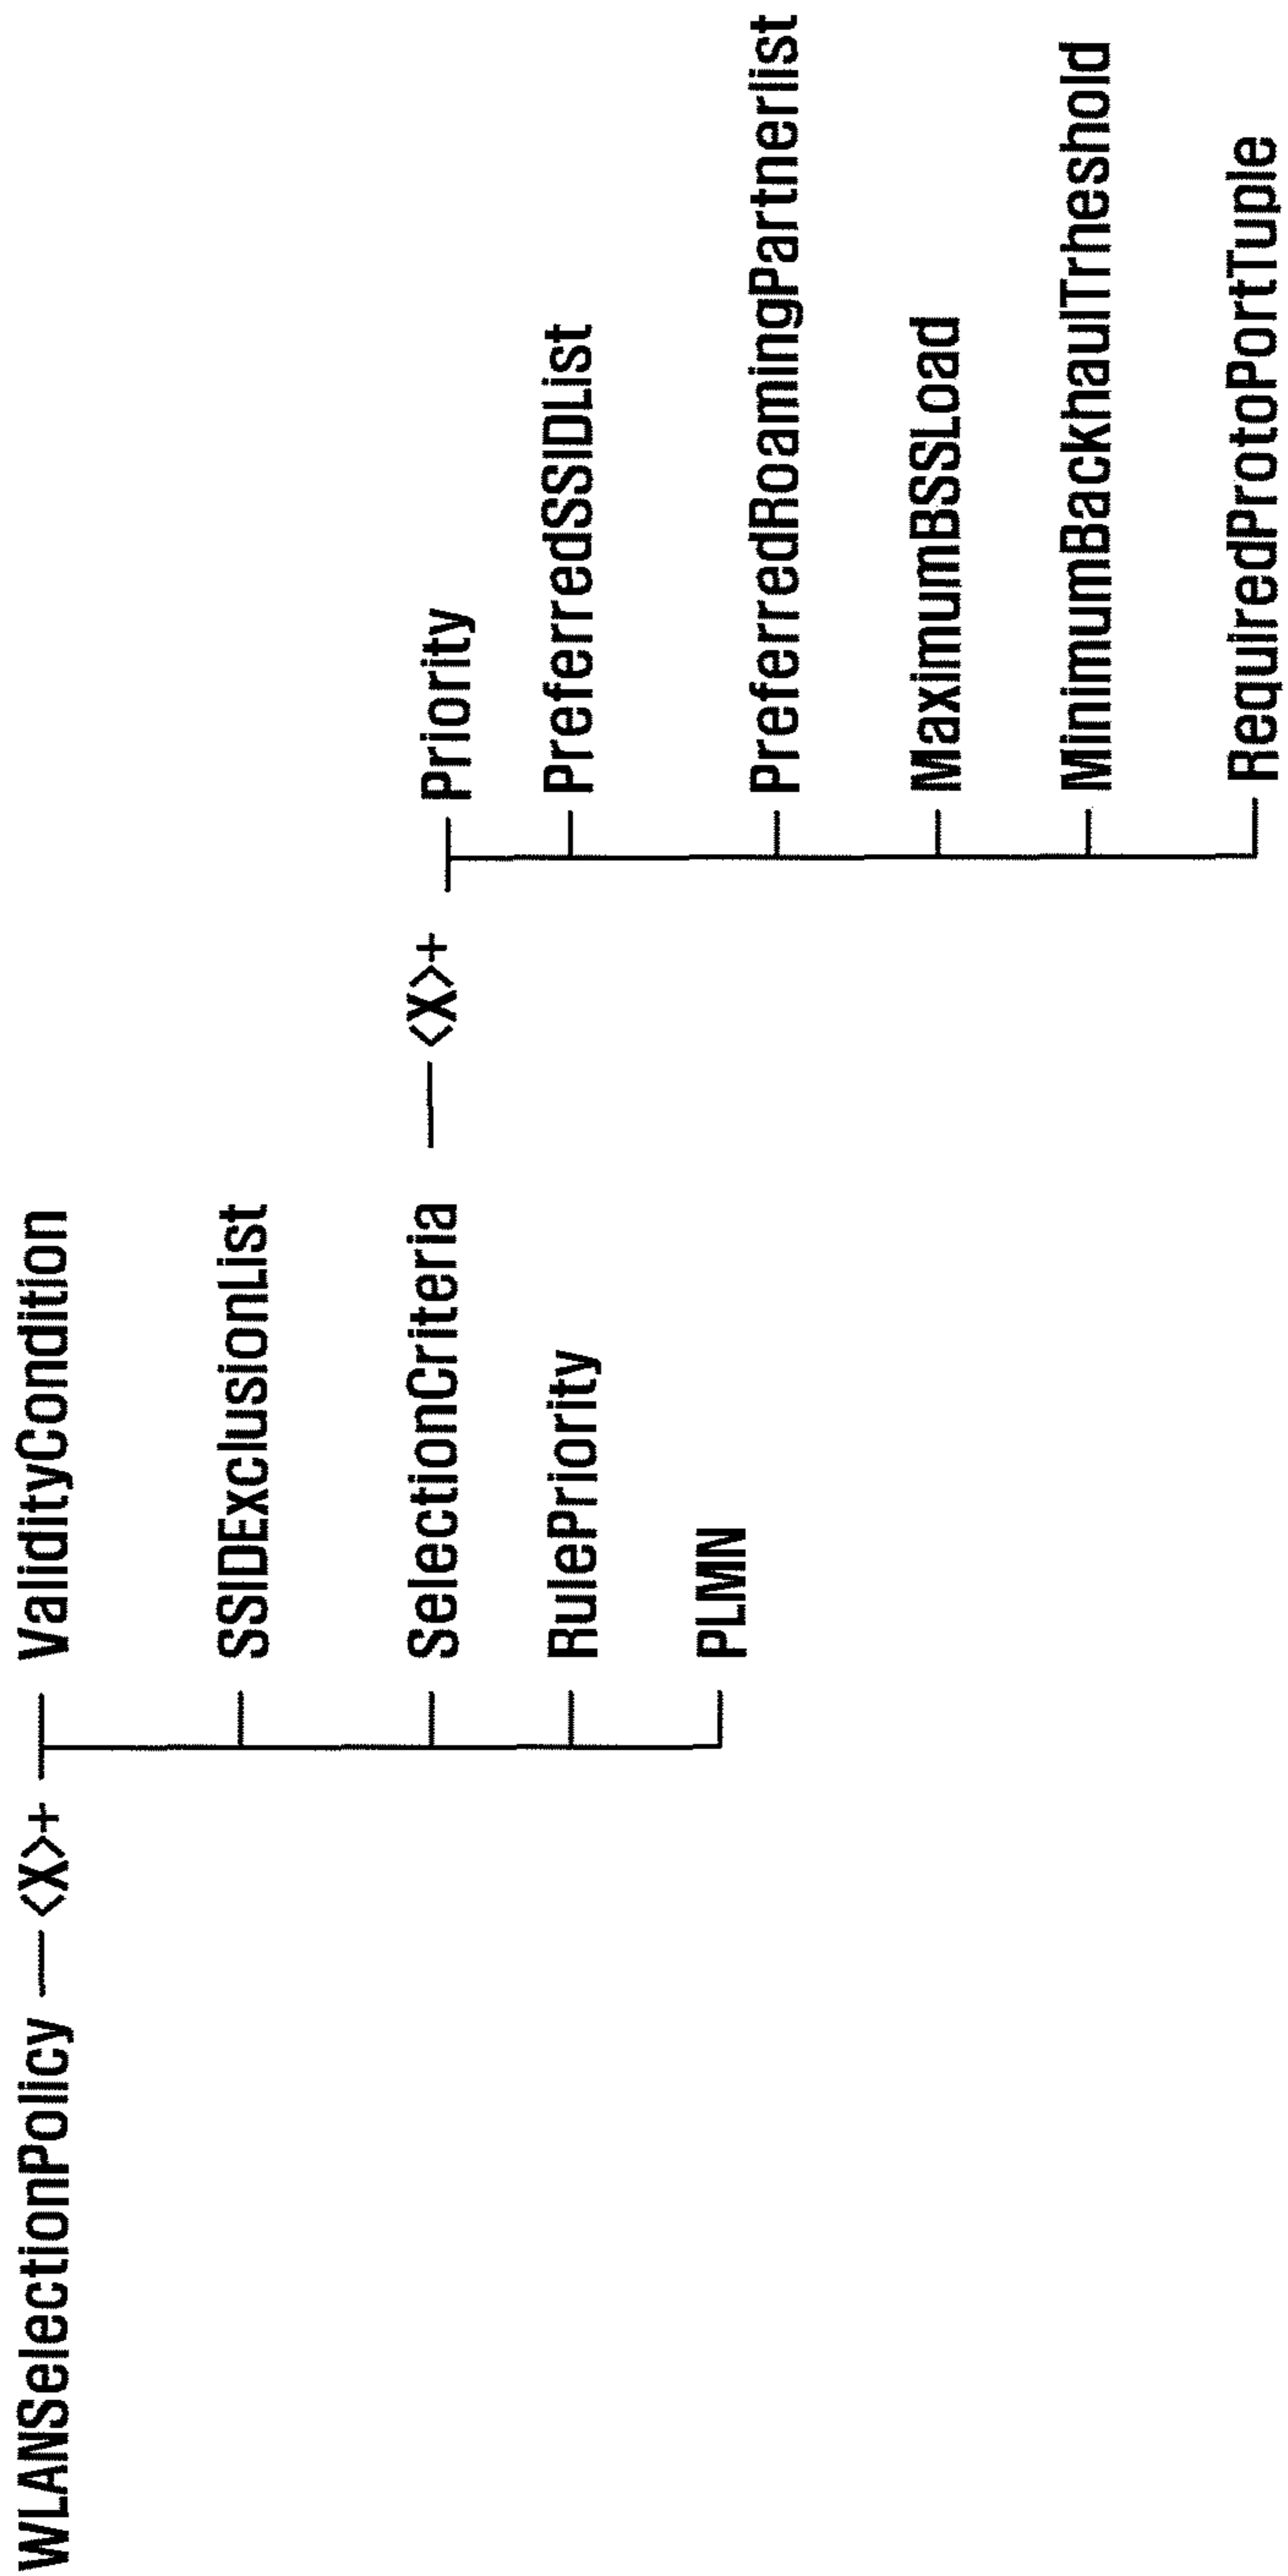 WLANSelectionPolicy <X>+ ValidityCondition
SSIDExclusionList
SelectionCriteria <X>+ Priority
RulePriority PreferredSSIDList
PLMN PreferredRoamingPartnerlist
MaximumBSSLoad
MinimumBackhaulTrheshold
RequiredProtoPortTuple